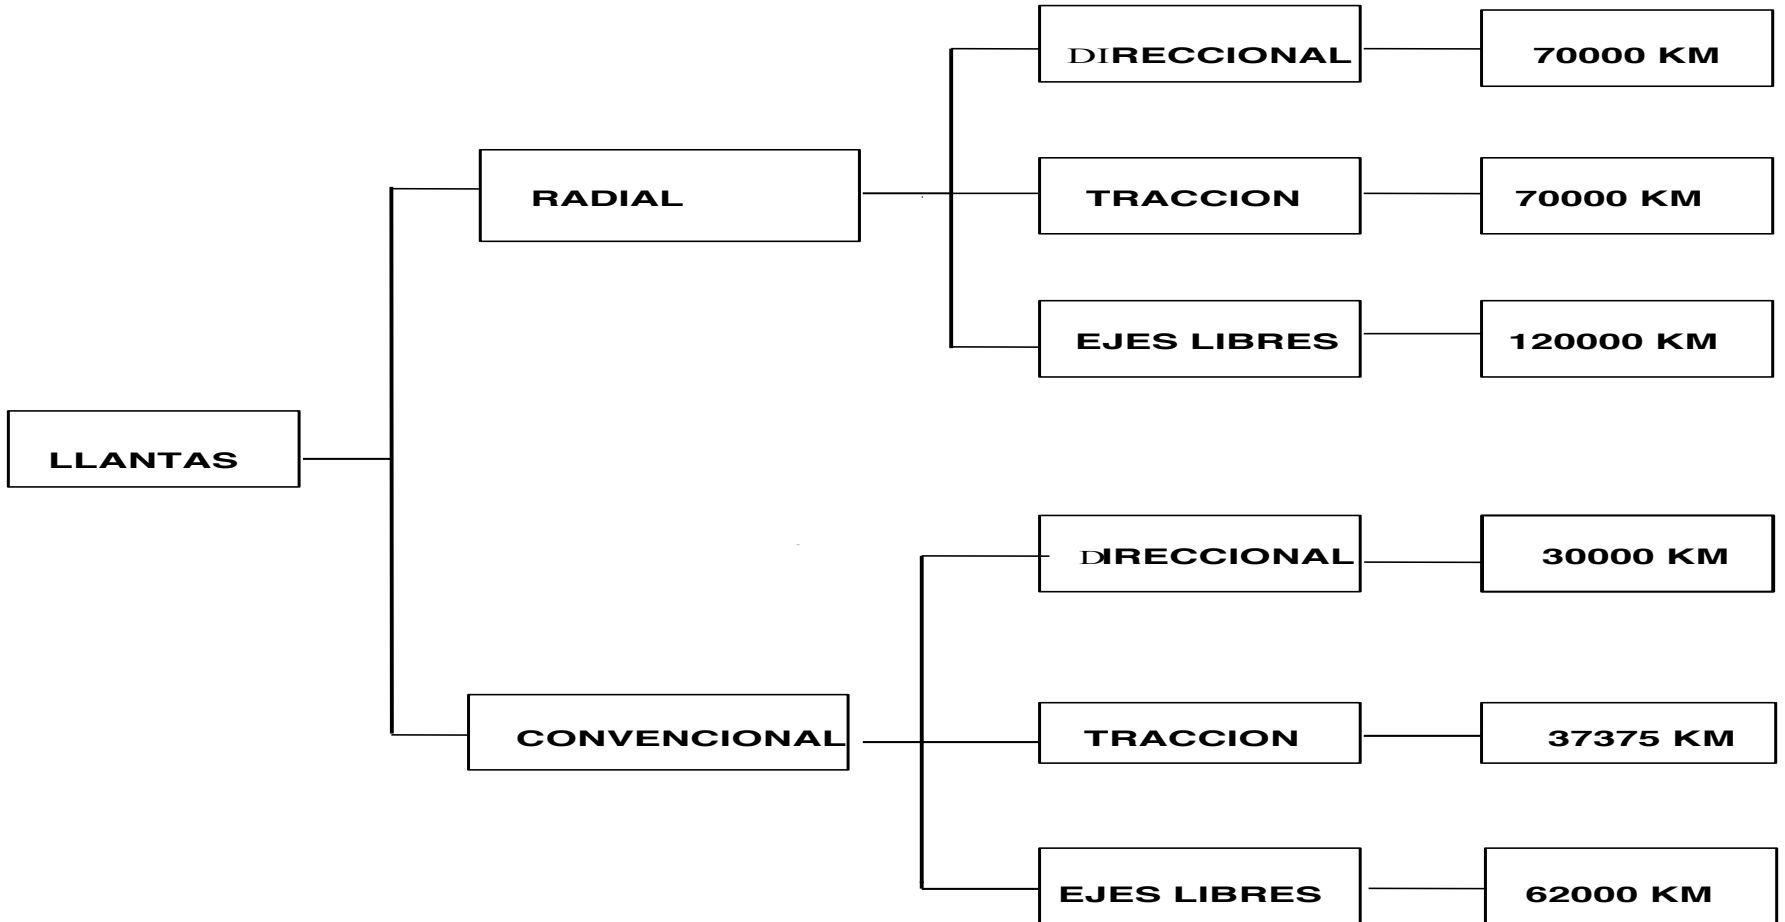 DIRECCIONAL
70000 KM
RADIAL
TRACCION
70000 KM
EJES LIBRES
120000 KM
LLANTAS
DIRECCIONAL
30000 KM
CONVENCIONAL
TRACCION
37375 KM
EJES LIBRES
62000 KM